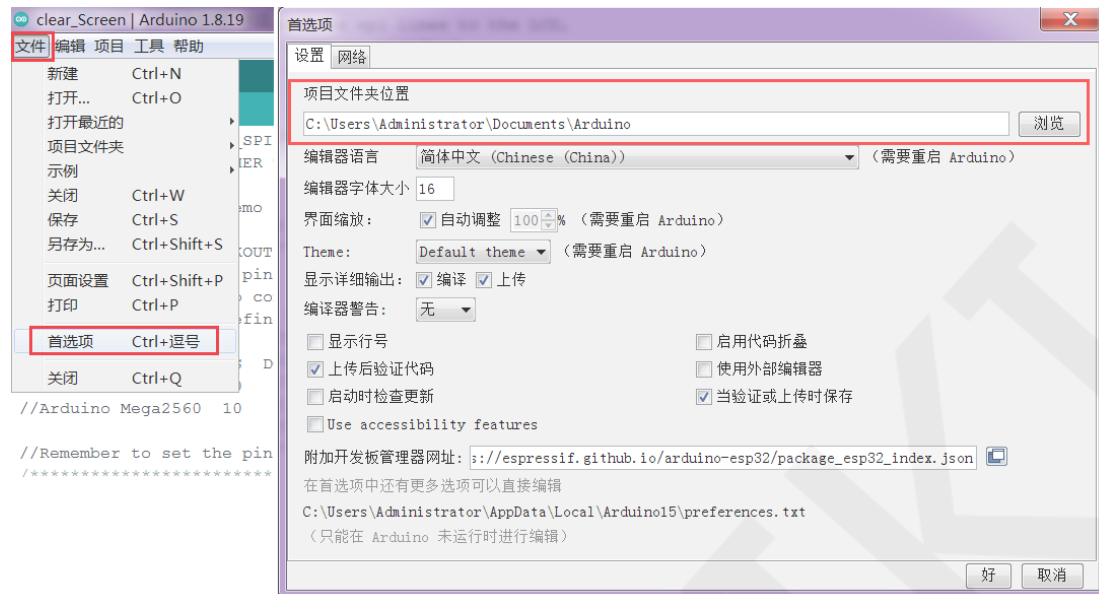 clear_Screen | Arduino 1.8.19
文件 编辑 项目 工具 帮助
新建 Ctrl+N
打开... Ctrl+O
打开最近的
项目文件夹
示例
关闭 Ctrl+W
保存 Ctrl+S
另存为... Ctrl+Shift+S
页面设置 Ctrl+Shift+P
打印 Ctrl+P
首选项 Ctrl+逗号
关闭 Ctrl+Q
_SPI
emo
KOUT
pin
co
efin
D
//Arduino Mega2560 10
//Remember to set the pin
/************************
首选项
设置 网络
项目文件夹位置
C:\Users\Administrator\Documents\Arduino 浏览
编辑器语言 简体中文 (Chinese (China)) (需要重启 Arduino)
编辑器字体大小 16
界面缩放: 自动调整 100% (需要重启 Arduino)
Theme: Default theme (需要重启 Arduino)
显示详细输出: 编译 上传
编译器警告: 无
显示行号 启用代码折叠
上传后验证代码 使用外部编辑器
启动时检查更新 当验证或上传时保存
Use accessibility features
附加开发板管理器网址: s://espressif.github.io/arduino-esp32/package_esp32_index.json
在首选项中还有更多选项可以直接编辑
C:\Users\Administrator\AppData\Local\Arduino15\preferences.txt
(只能在 Arduino 未运行时进行编辑)
好 取消